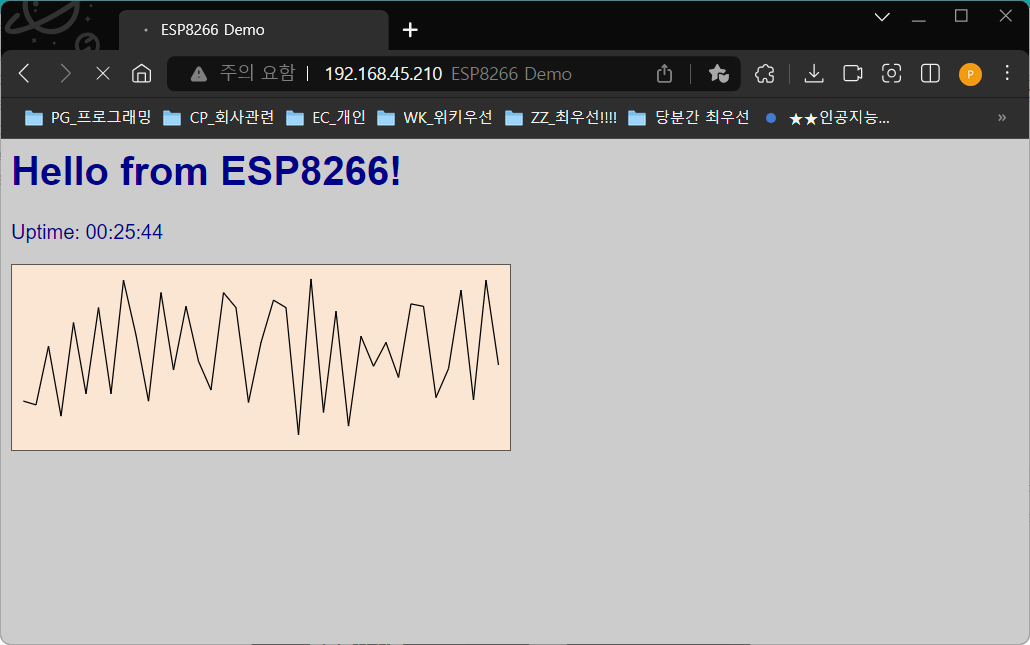 ESP8266 Demo
주의 요함 192.168.45.210 ESP8266 Demo
P
PG_프로그래밍 CP_회사관련 EC_개인 WK_위키우선 ZZ_최우선!!!! 당분간 최우선 ★★인공지능...
Hello from ESP8266!
Uptime: 00:25:44